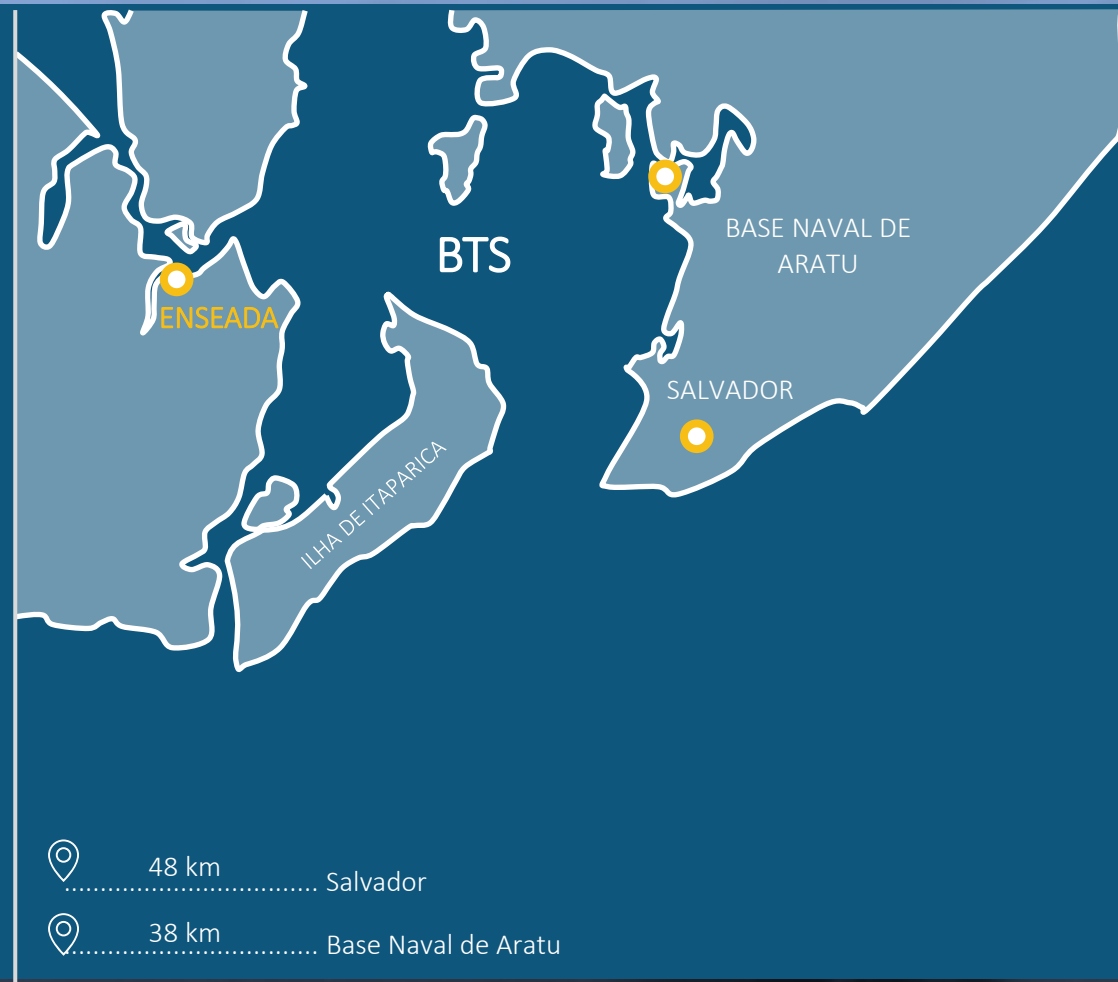 BASE NAVAL DE
ARATU
BTS
ENSEADA
SALVADOR
ILHA DE ITAPARICA
48 km
................................. Salvador
38 km
................................. Base Naval de Aratu